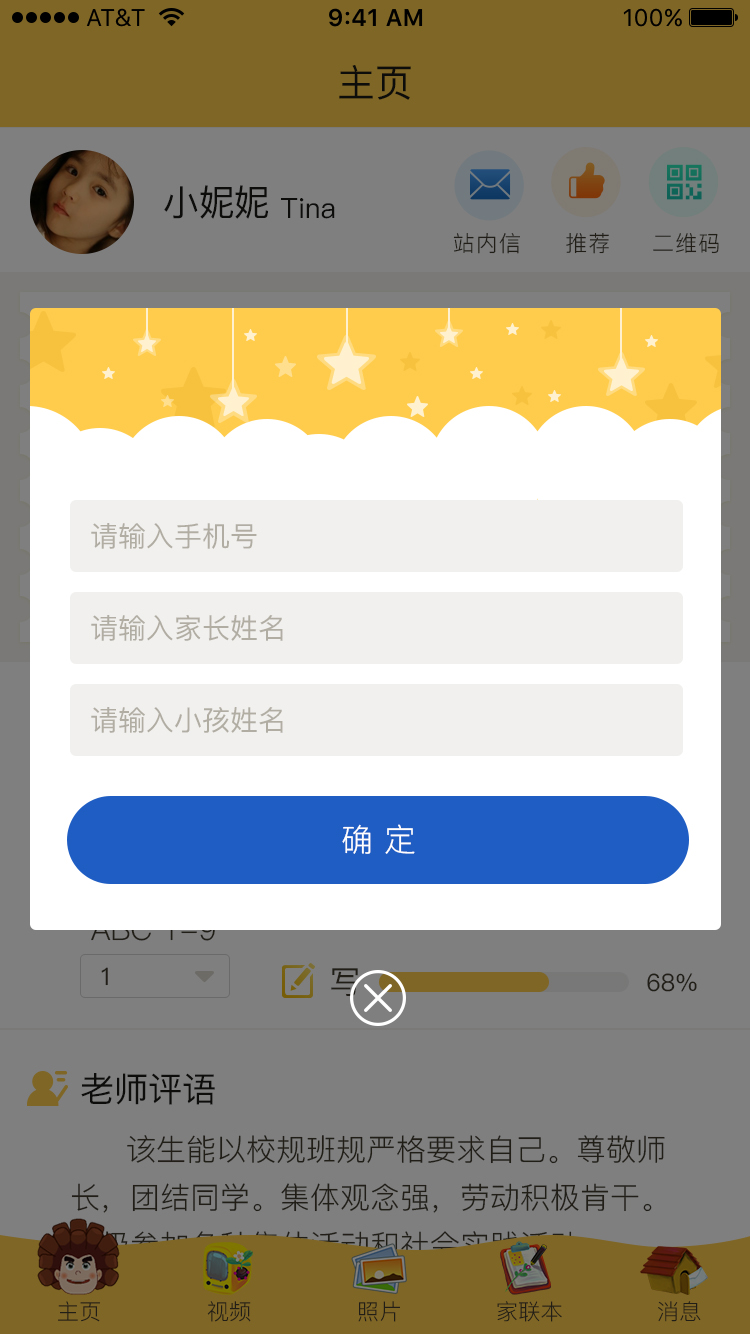 AT&T 9:41 AM 100%
主页
小妮妮 Tina
站内信 推荐 二维码
请输入手机号
请输入家长姓名
请输入小孩姓名
确 定
ABC 1=9
1 写 68%
老师评语
该生能以校规班规严格要求自己。尊敬师
长，团结同学。集体观念强，劳动积极肯干。
主页 视频 照片 家联本 消息